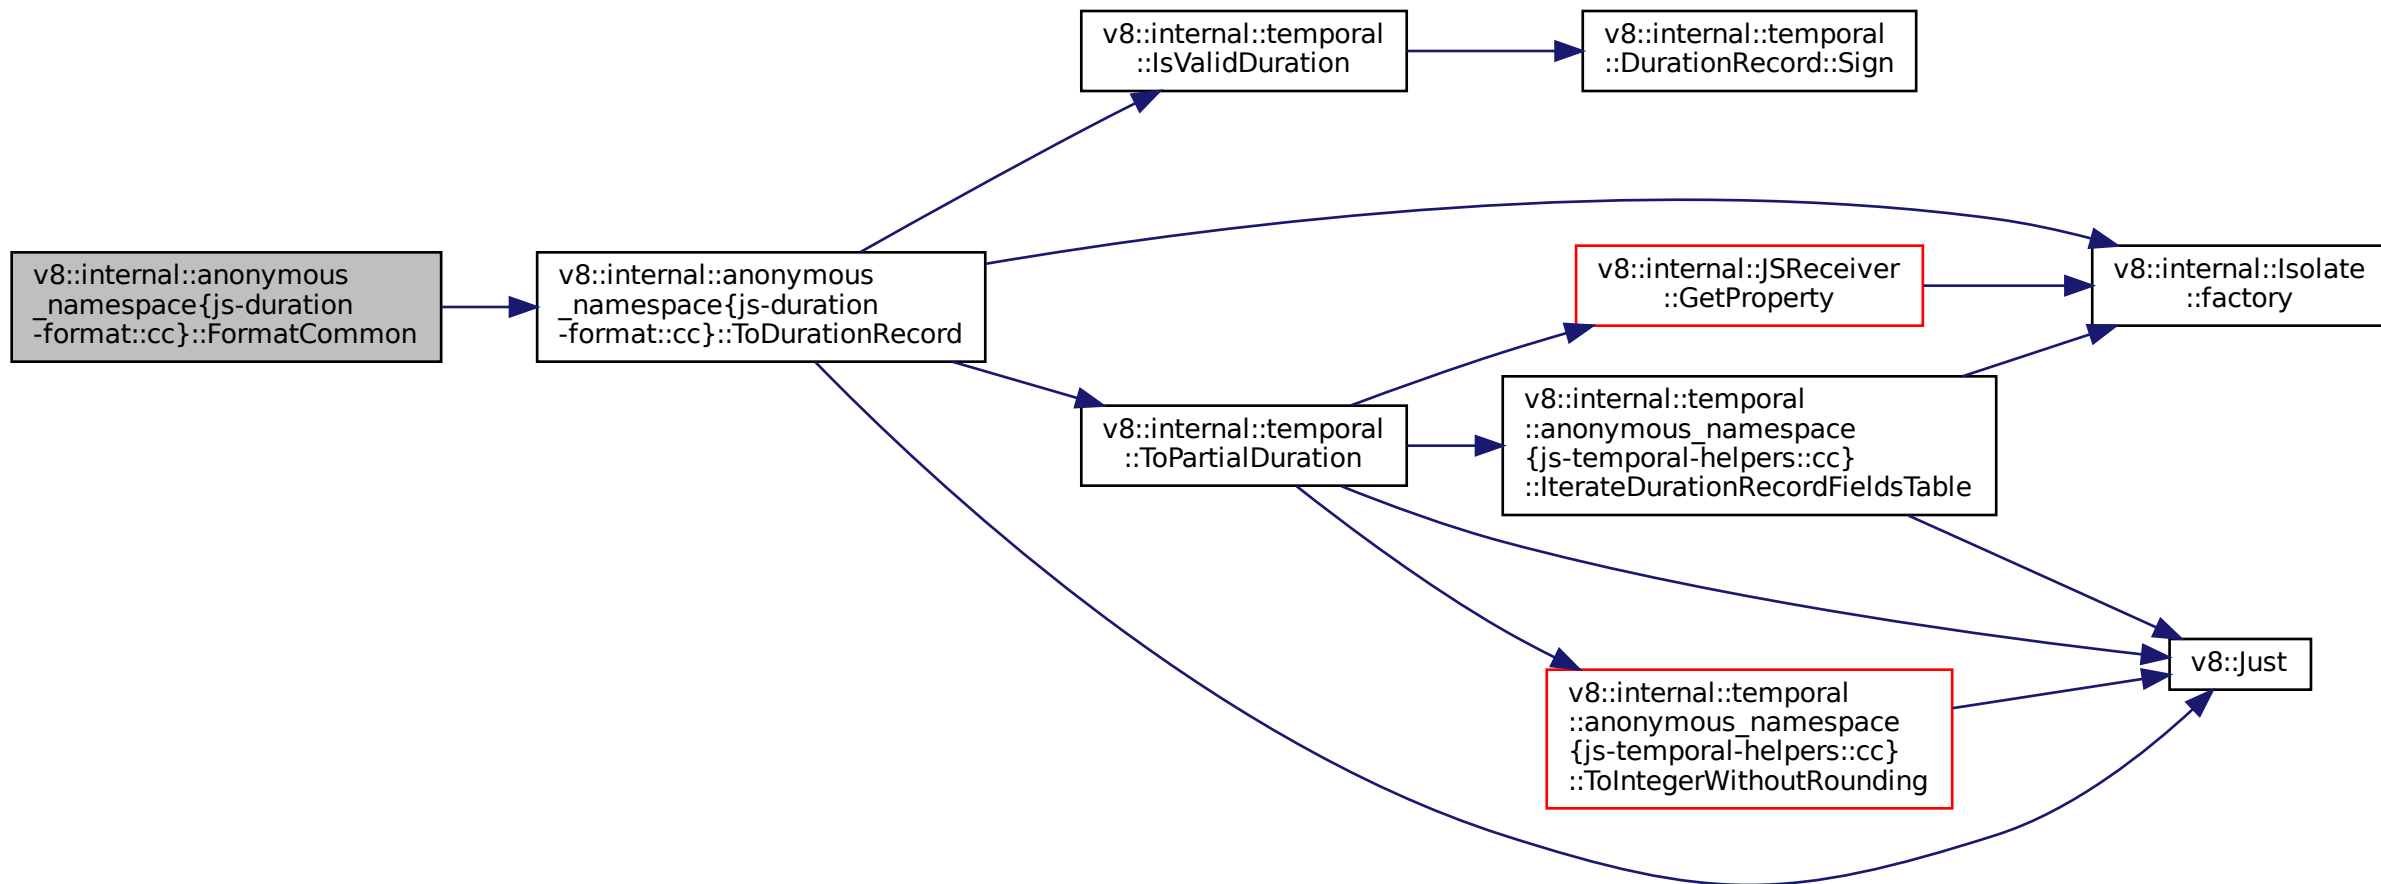 v8::internal::temporal
::IsValidDuration
v8::internal::temporal
::DurationRecord::Sign
v8::internal::anonymous
_namespace{js-duration
-format::cc}::FormatCommon
v8::internal::anonymous
_namespace{js-duration
-format::cc}::ToDurationRecord
v8::internal::JSReceiver
::GetProperty
v8::internal::Isolate
::factory
v8::internal::temporal
::ToPartialDuration
v8::internal::temporal
::anonymous_namespace
{js-temporal-helpers::cc}
::IterateDurationRecordFieldsTable
v8::Just
v8::internal::temporal
::anonymous_namespace
{js-temporal-helpers::cc}
::ToIntegerWithoutRounding